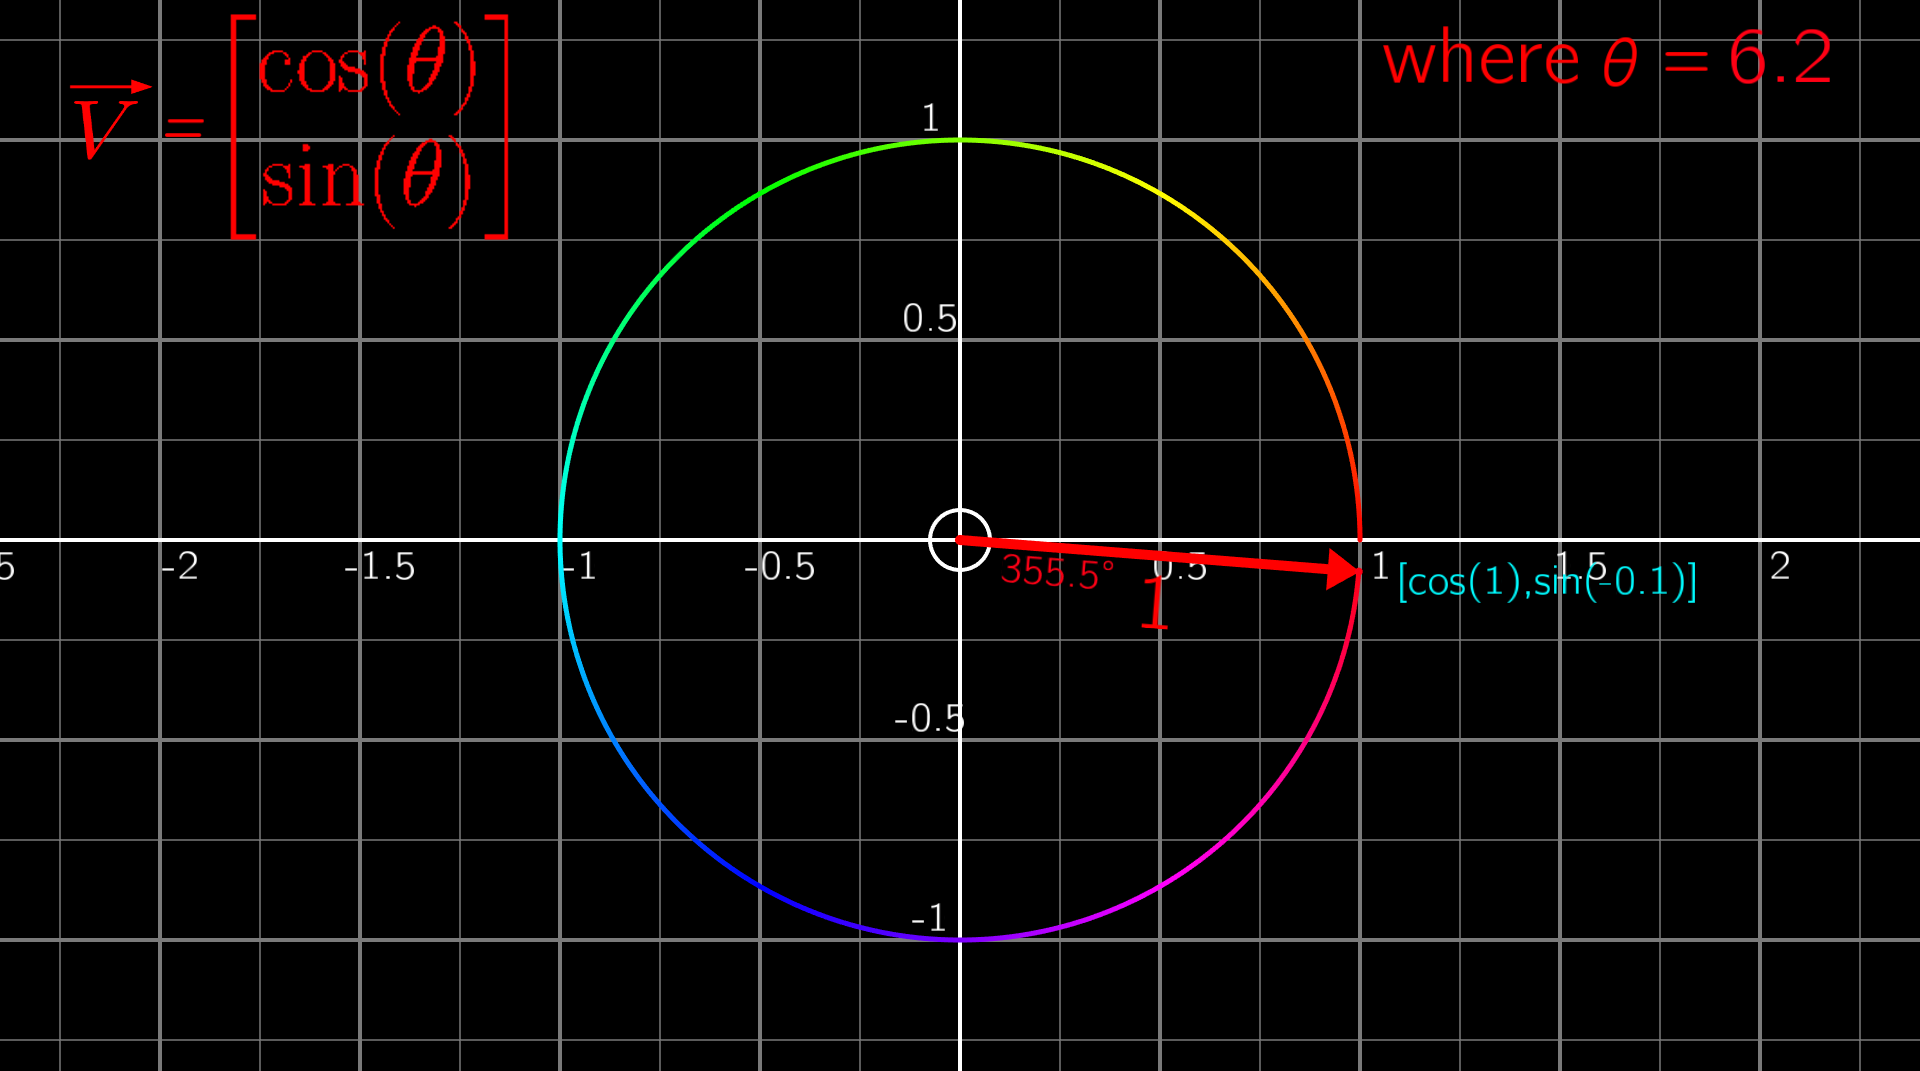 V = [cos(θ)
sin(θ)]
where θ = 6.2
1
0.5
5 -2 -1.5 -1 -0.5 0.5 1 1.5 2
355.5°
1
[cos(1),sin(-0.1)]
-0.5
-1